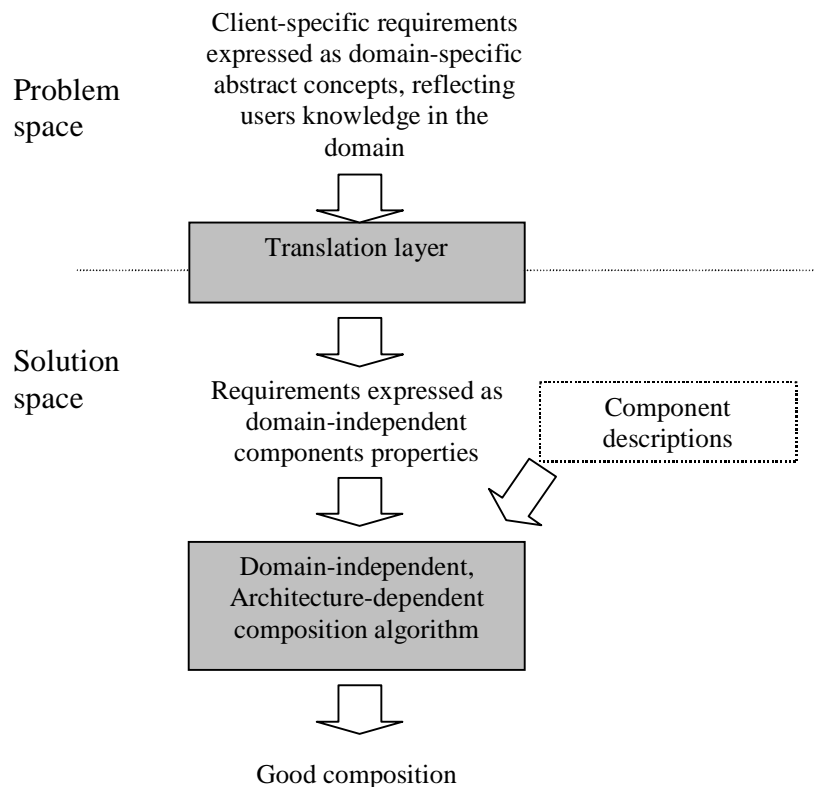 Client-specific requirements
expressed as domain-specific
abstract concepts, reflecting
users knowledge in the
domain
Problem
space
Translation layer
Solution
space
Requirements expressed as
domain-independent
components properties
Component
descriptions
Domain-independent,
Architecture-dependent
composition algorithm
Good composition